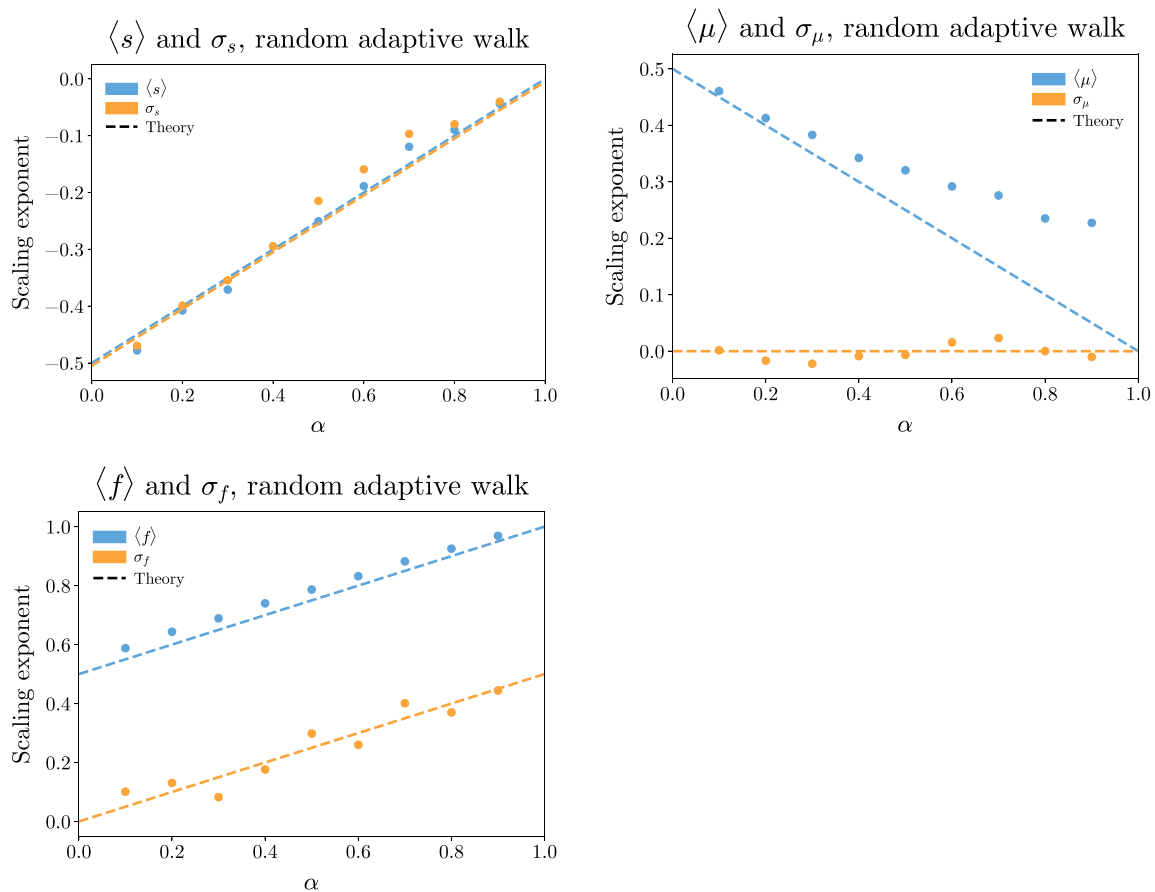 ⟨s⟩ and σ_s, random adaptive walk
0.0
−0.1
−0.2
−0.3
−0.4
−0.5
Scaling exponent
⟨s⟩
σ_s
Theory
0.0 0.2 0.4 0.6 0.8 1.0
α
⟨μ⟩ and σ_μ, random adaptive walk
0.5
0.4
0.3
0.2
0.1
0.0
Scaling exponent
⟨μ⟩
σ_μ
Theory
0.0 0.2 0.4 0.6 0.8 1.0
α
⟨f⟩ and σ_f, random adaptive walk
1.0
0.8
0.6
0.4
0.2
0.0
Scaling exponent
⟨f⟩
σ_f
Theory
0.0 0.2 0.4 0.6 0.8 1.0
α